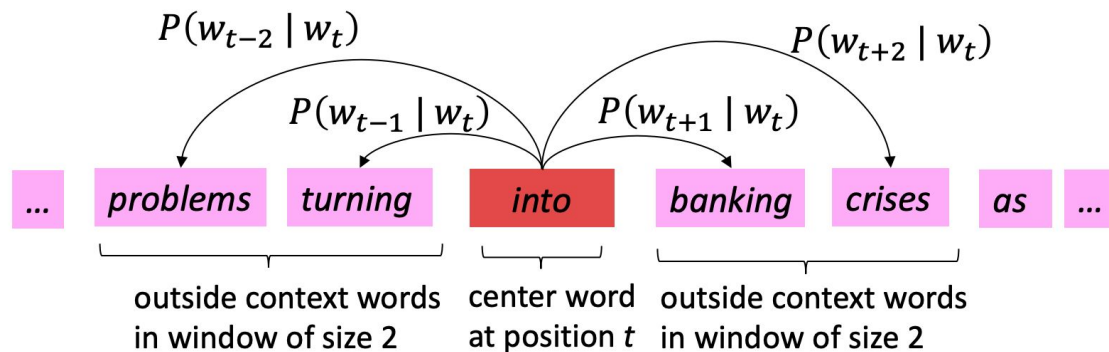 P(w_{t−2} | w_t)
P(w_{t+2} | w_t)
P(w_{t−1} | w_t)
P(w_{t+1} | w_t)
... problems turning into banking crises as ...
outside context words
in window of size 2
center word
at position t
outside context words
in window of size 2